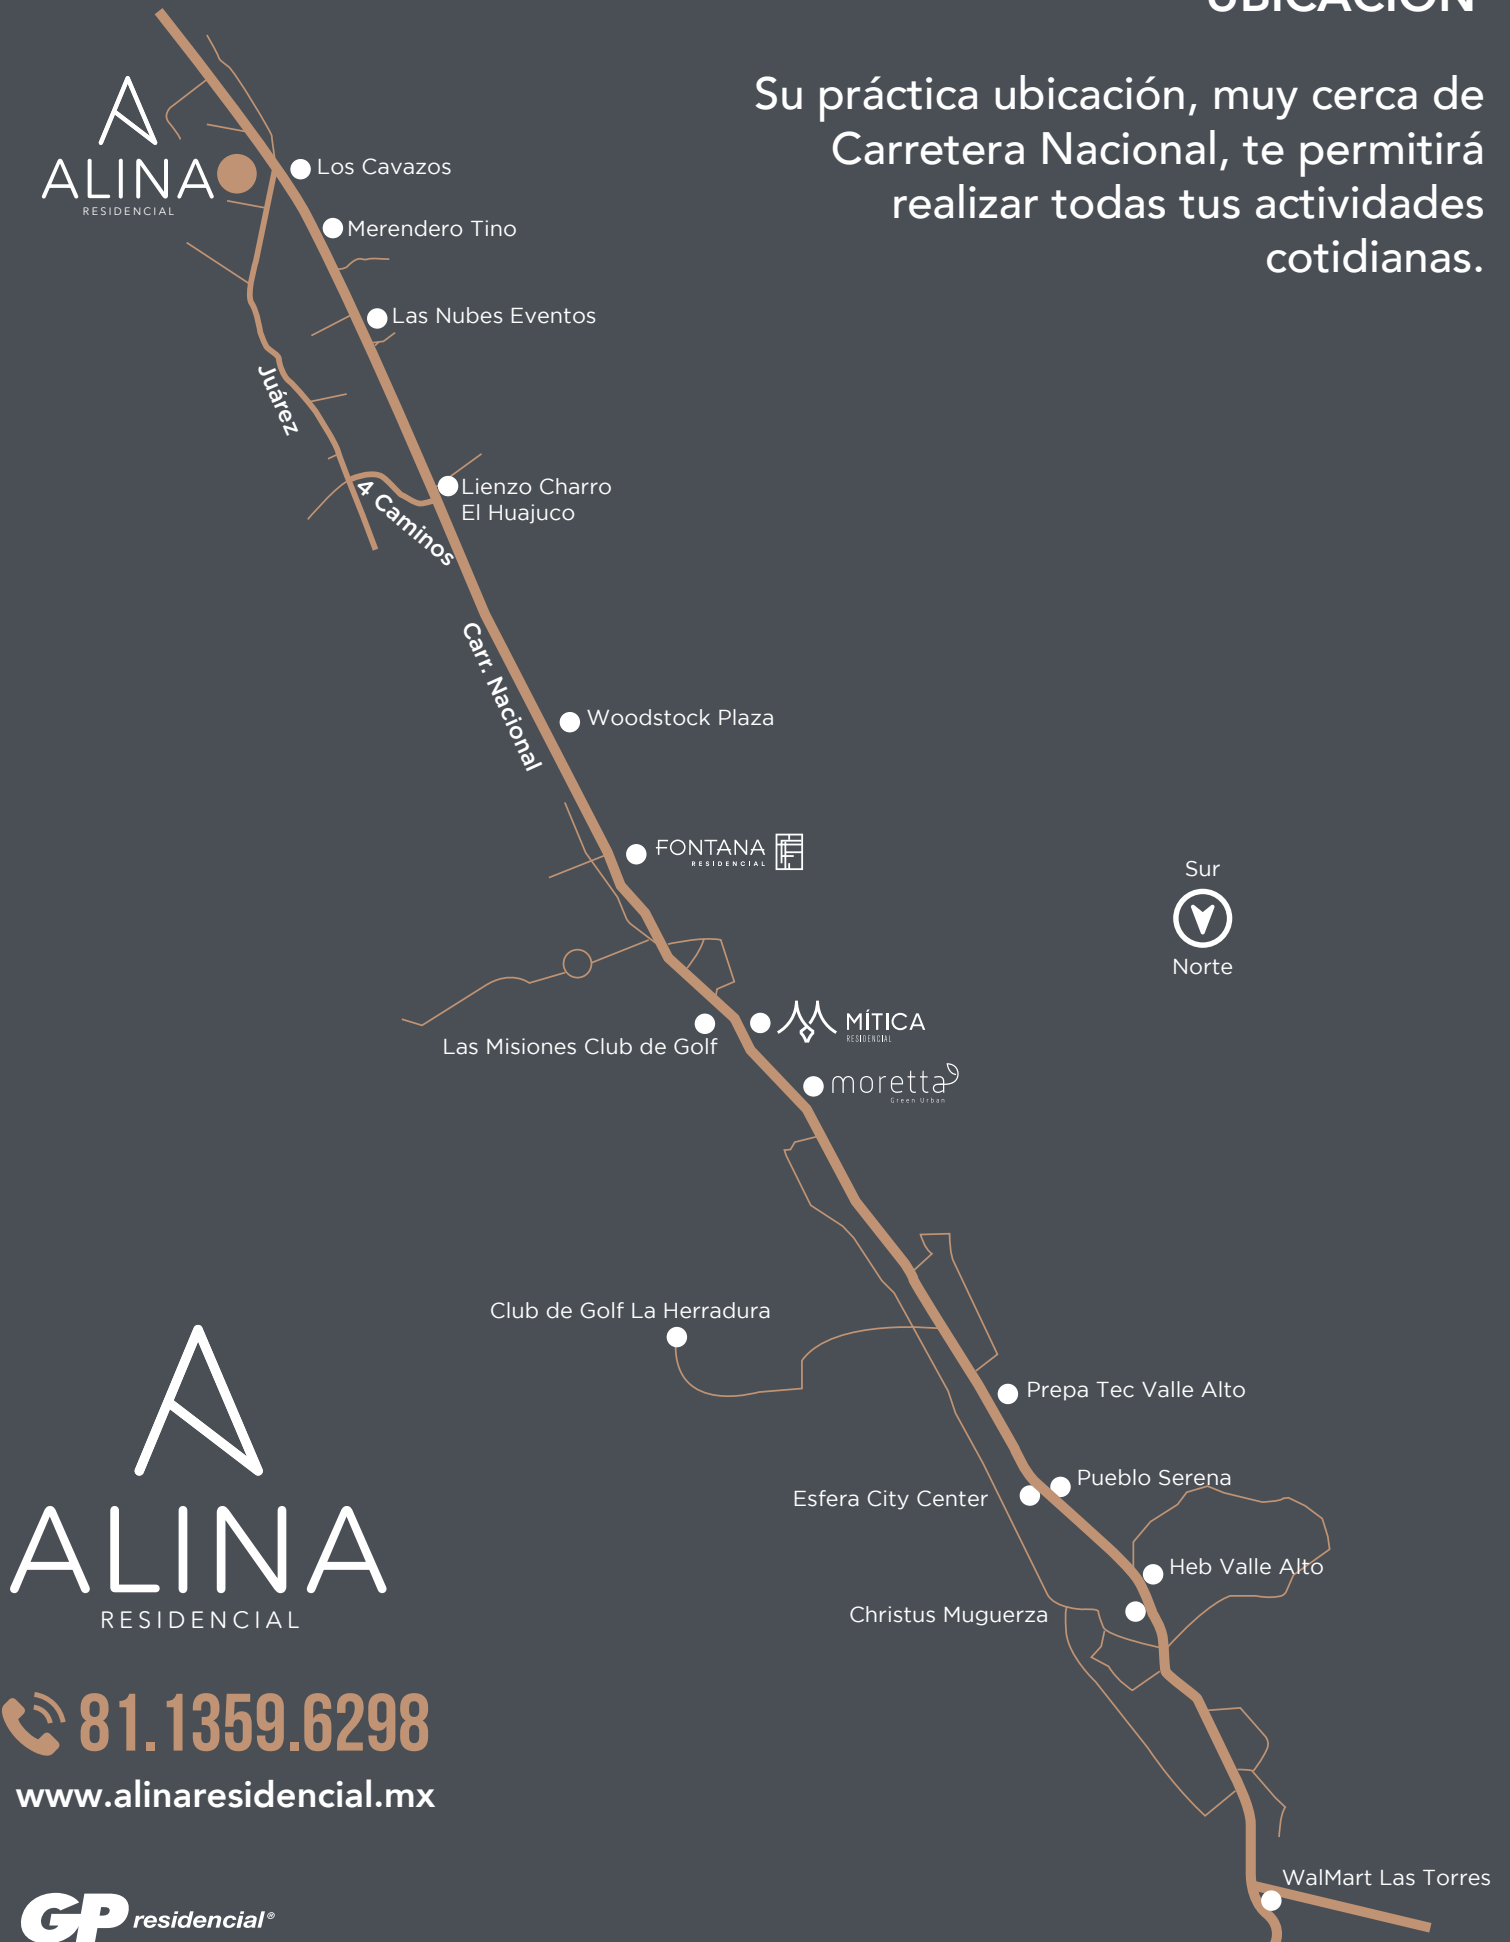 UBICACIÓN
Su práctica ubicación, muy cerca de
Carretera Nacional, te permitirá
realizar todas tus actividades
cotidianas.
ALINA
RESIDENCIAL
Los Cavazos
Merendero Tino
Las Nubes Eventos
Juárez
4 Caminos
Lienzo Charro
El Huajuco
Carr. Nacional
Woodstock Plaza
FONTANA
RESIDENCIAL
Sur
Norte
Las Misiones Club de Golf
MÍTICA
RESIDENCIAL
moretta
Green Urban
Club de Golf La Herradura
Prepa Tec Valle Alto
Pueblo Serena
Esfera City Center
Heb Valle Alto
Christus Muguerza
WalMart Las Torres
ALINA
RESIDENCIAL
81.1359.6298
www.alinaresidencial.mx
GP residencial®